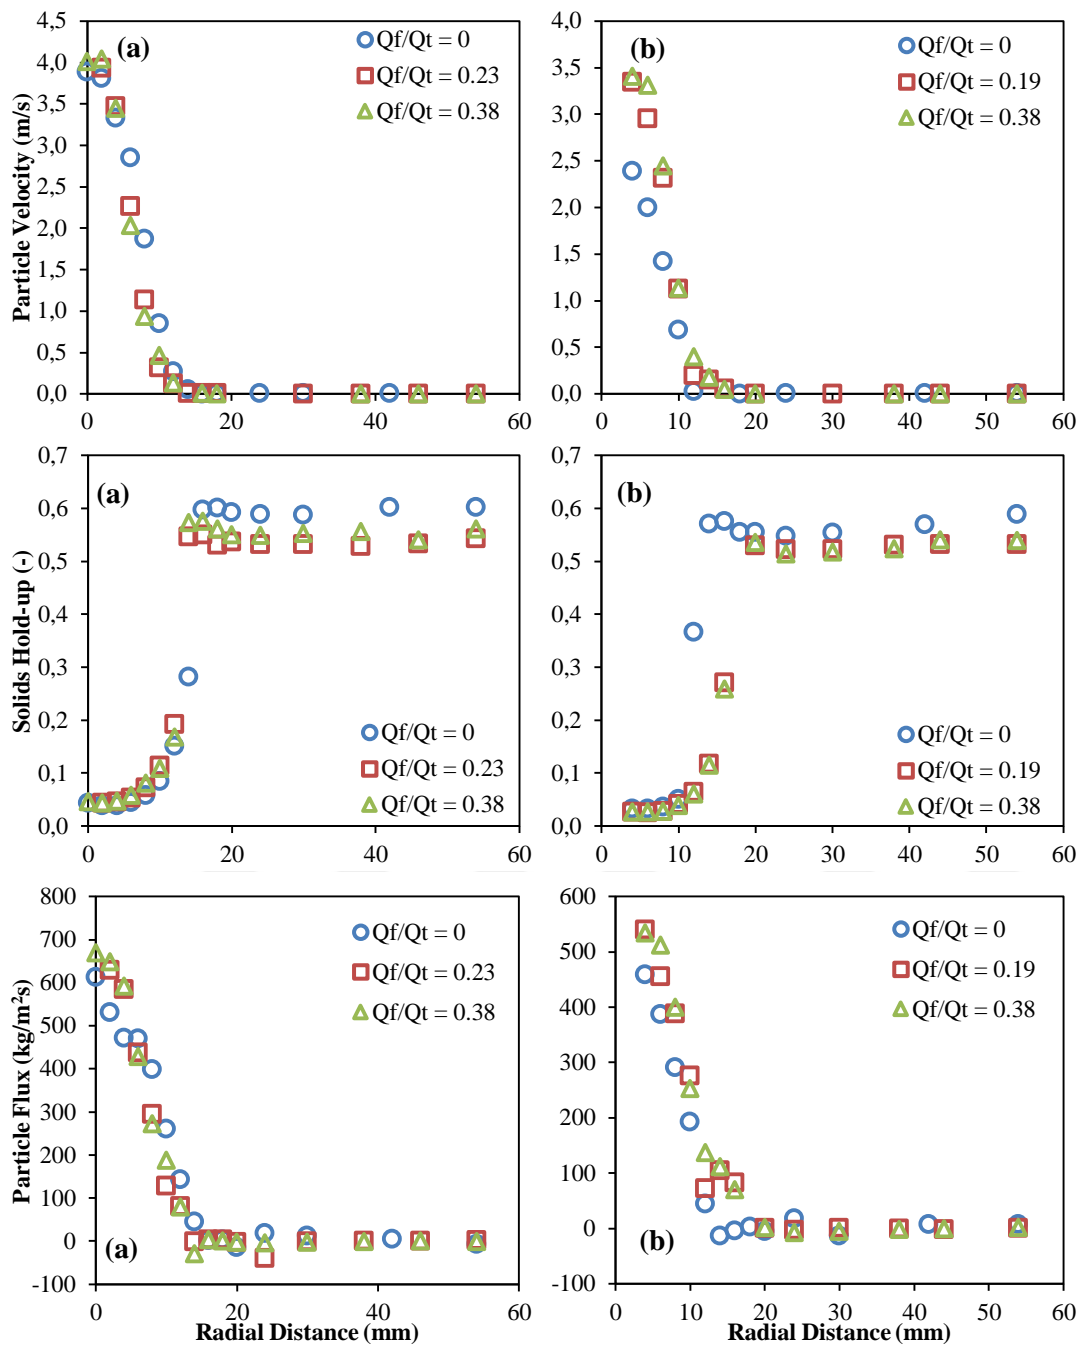 4,5
4,0
3,5
3,0
2,5
2,0
1,5
1,0
0,5
0,0
0
20
40
60
Particle Velocity (m/s)
(a)
Qf/Qt = 0
Qf/Qt = 0.23
Qf/Qt = 0.38
4,0
3,5
3,0
2,5
2,0
1,5
1,0
0,5
0,0
0
10
20
30
40
50
60
(b)
Qf/Qt = 0
Qf/Qt = 0.19
Qf/Qt = 0.38
0,7
0,6
0,5
0,4
0,3
0,2
0,1
0,0
0
20
40
60
Solids Hold-up (-)
(a)
Qf/Qt = 0
Qf/Qt = 0.23
Qf/Qt = 0.38
0,7
0,6
0,5
0,4
0,3
0,2
0,1
0,0
0
10
20
30
40
50
60
(b)
Qf/Qt = 0
Qf/Qt = 0.19
Qf/Qt = 0.38
800
700
600
500
400
300
200
100
0
-100
0
20
40
60
Particle Flux (kg/m²s)
Radial Distance (mm)
(a)
Qf/Qt = 0
Qf/Qt = 0.23
Qf/Qt = 0.38
600
500
400
300
200
100
0
-100
0
10
20
30
40
50
60
Radial Distance (mm)
(b)
Qf/Qt = 0
Qf/Qt = 0.19
Qf/Qt = 0.38